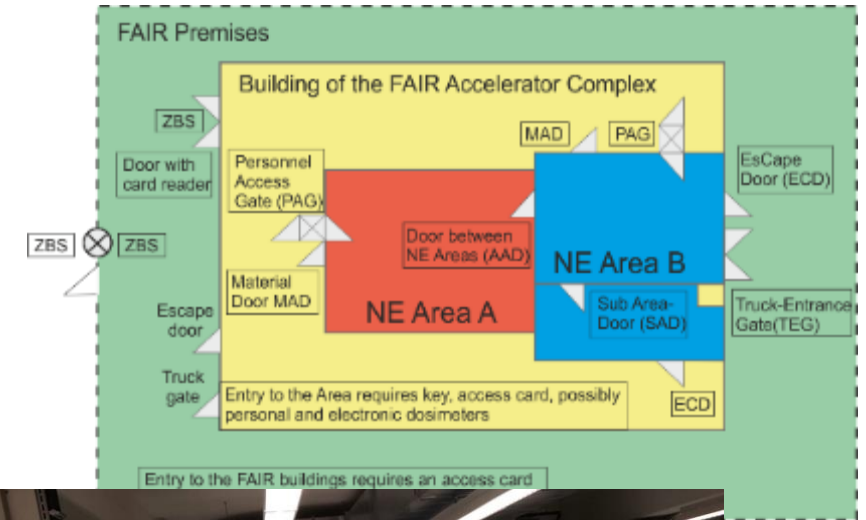 FAIR Premises
Building of the FAIR Accelerator Complex
ZBS
MAD
PAG
Door with
card reader
Personnel
Access
Gate (PAG)
EsCape
Door (ECD)
ZBS
ZBS
Door between
NE Areas (AAD)
NE Area B
Material
Door MAD
NE Area A
Sub Area-
Door (SAD)
Truck-Entrance
Gate(TEG)
Escape
door
Truck
gate
Entry to the Area requires key, access card, possibly
personal and electronic dosimeters
ECD
Entry to the FAIR buildings requires an access card